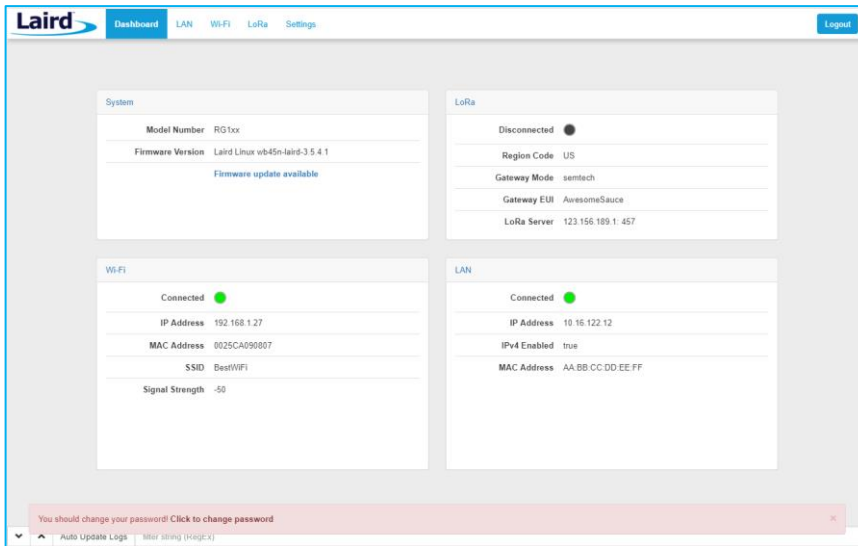 Laird
Dashboard LAN Wi-Fi LoRa Settings Logout
System
Model Number RG1xx
Firmware Version Laird Linux wb45n-laird-3.5.4.1
Firmware update available
LoRa
Disconnected
Region Code US
Gateway Mode semtech
Gateway EUI AwesomeSauce
LoRa Server 123.156.189.1: 457
Wi-Fi
Connected
IP Address 192.168.1.27
MAC Address 0025CA090807
SSID BestWiFi
Signal Strength -50
LAN
Connected
IP Address 10.16.122.12
IPv4 Enabled true
MAC Address AA:BB:CC:DD:EE:FF
You should change your password! Click to change password ×
Auto Update Logs filter string (RegEx)